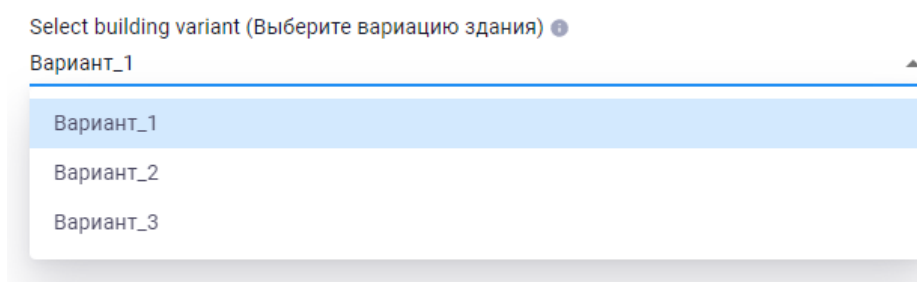 Select building variant (Выберите вариацию здания)
Вариант_1
Вариант_1
Вариант_2
Вариант_3